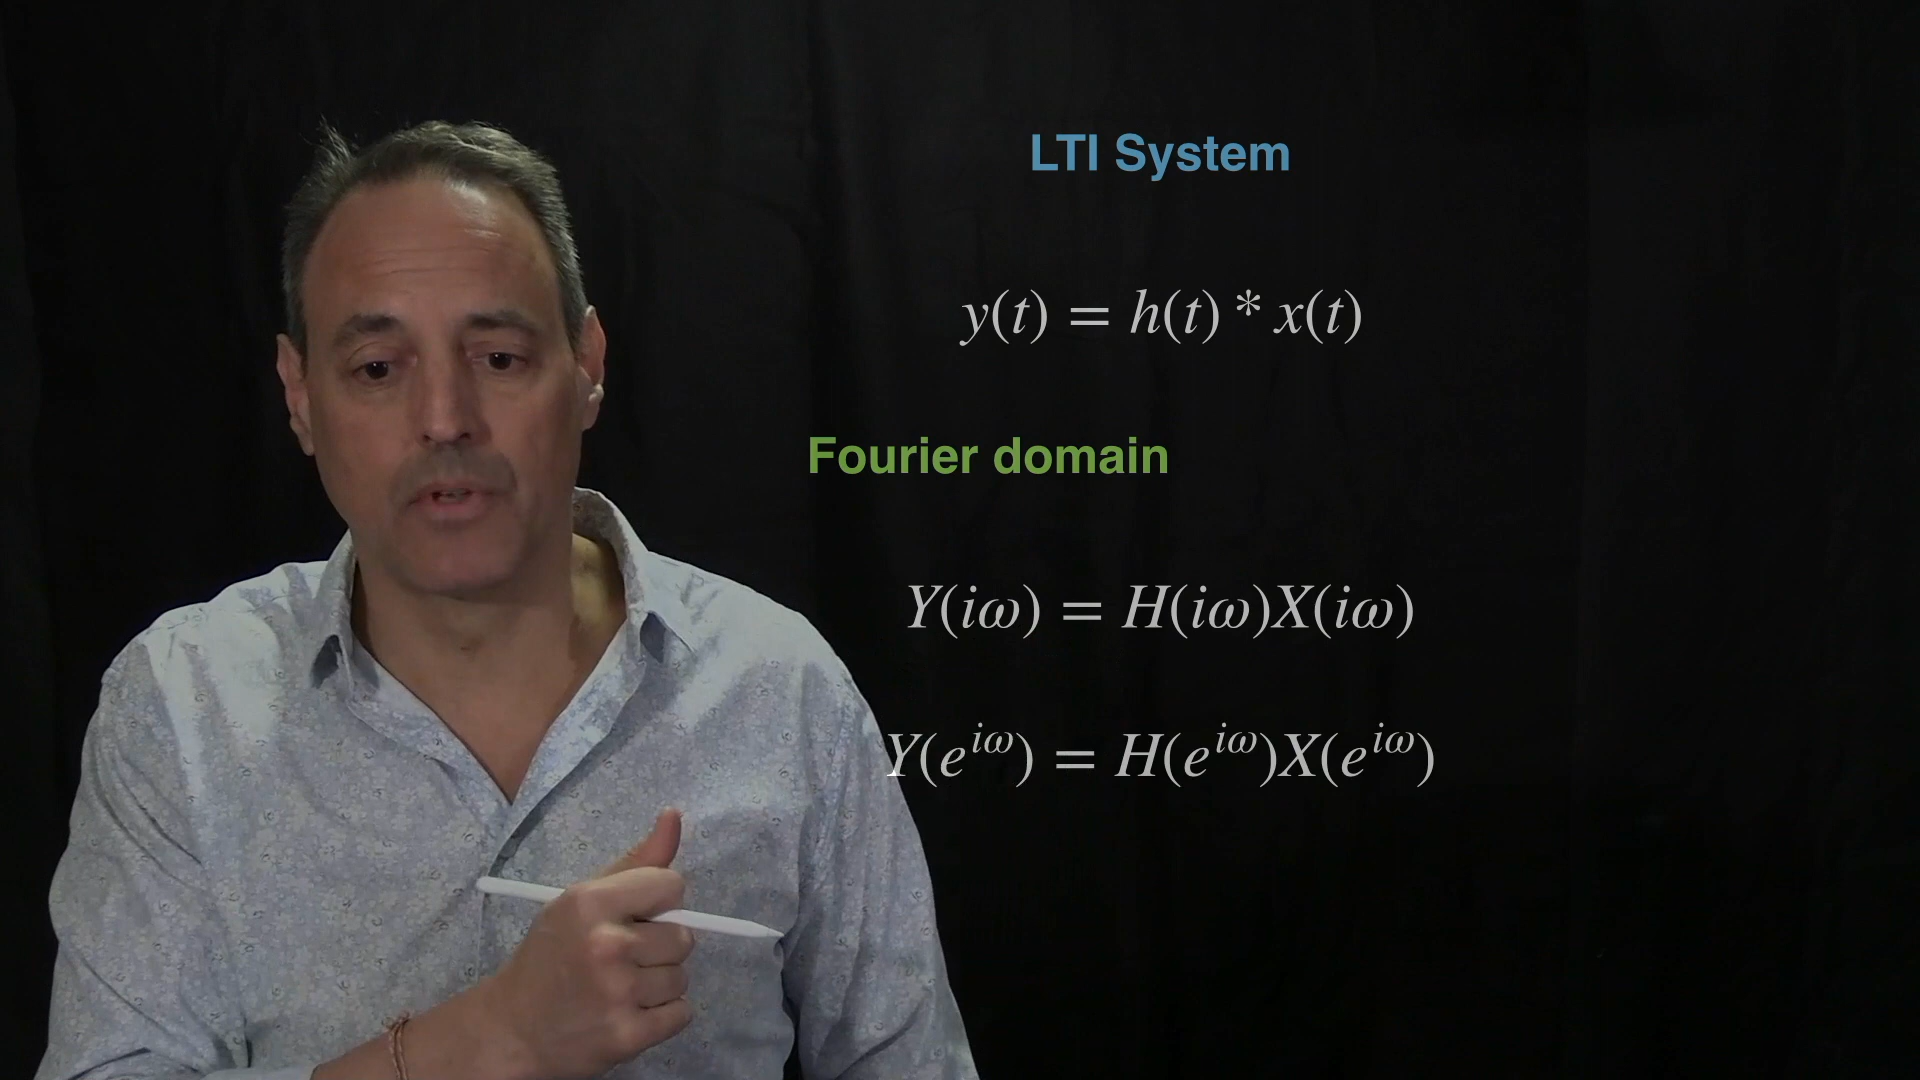 LTI System
y(t) = h(t) * x(t)
Fourier domain
Y(iω) = H(iω)X(iω)
Y(e^{iω}) = H(e^{iω})X(e^{iω})